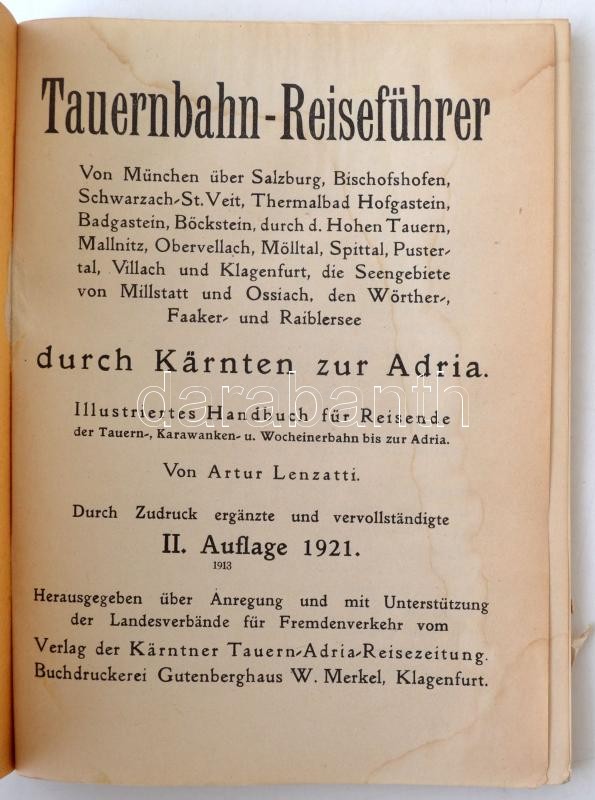 Tauernbahn-Reiseführer
Von München über Salzburg, Bischofshofen,
Schwarzach-St. Veit, Thermalbad Hofgastein,
Badgastein, Böckstein, durch d. Hohen Tauern,
Mallnitz, Obervellach, Mölltal, Spittal, Puster-
tal, Villach und Klagenfurt, die Seengebiete
von Millstatt und Ossiach, den Wörther-,
Faaker- und Raiblersee
durch Kärnten zur Adria.
darabanth
Illustriertes Handbuch für Reisende
der Tauern-, Karawanken- u. Wocheinerbahn bis zur Adria.
Von Artur Lenzatti.
Durch Zudruck ergänzte und vervollständigte
II. Auflage 1921.
1913
Herausgegeben über Anregung und mit Unterstützung
der Landesverbände für Fremdenverkehr vom
Verlag der Kärntner Tauern-Adria-Reisezeitung.
Buchdruckerei Gutenberghaus W. Merkel, Klagenfurt.